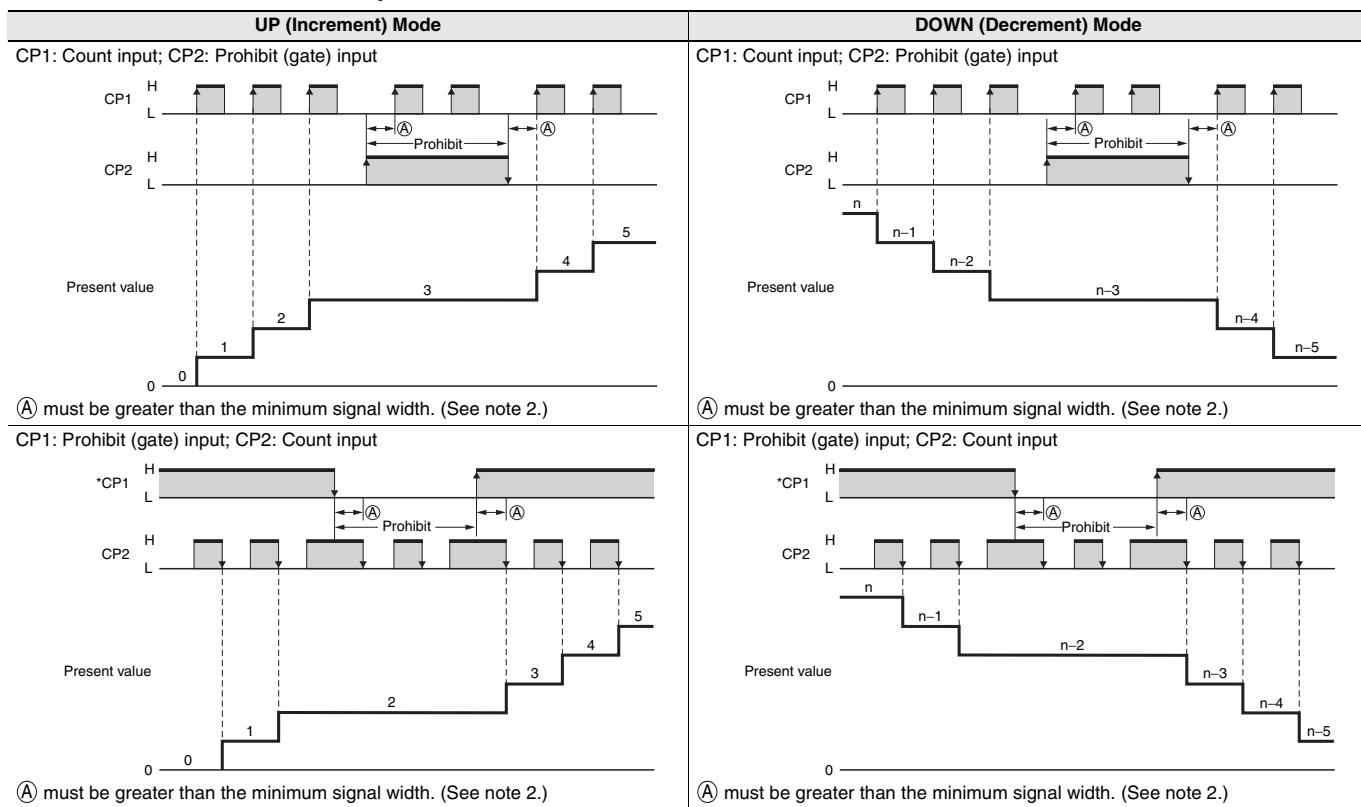 UP (Increment) Mode
DOWN (Decrement) Mode
CP1: Count input; CP2: Prohibit (gate) input
CP1
H
L
Ⓐ
Ⓐ
Prohibit
CP2
H
L
Present value
5
4
3
2
1
0
0
Ⓐ must be greater than the minimum signal width. (See note 2.)
CP1: Count input; CP2: Prohibit (gate) input
CP1
H
L
Ⓐ
Ⓐ
Prohibit
CP2
H
L
n
n–1
n–2
Present value
n–3
n–4
n–5
0
Ⓐ must be greater than the minimum signal width. (See note 2.)
CP1: Prohibit (gate) input; CP2: Count input
*CP1
H
L
Ⓐ
Ⓐ
Prohibit
CP2
H
L
5
4
Present value
3
2
1
0
0
Ⓐ must be greater than the minimum signal width. (See note 2.)
CP1: Prohibit (gate) input; CP2: Count input
*CP1
H
L
Ⓐ
Ⓐ
Prohibit
CP2
H
L
n
n–1
n–2
Present value
n–3
n–4
n–5
0
Ⓐ must be greater than the minimum signal width. (See note 2.)